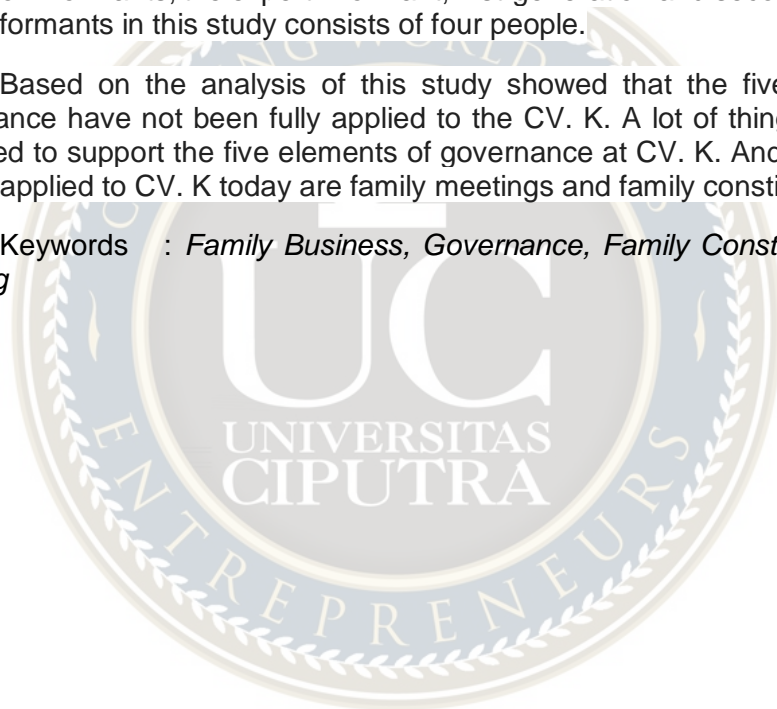 formants in this study consists of four people.
Based on the analysis of this study showed that the five
ance have not been fully applied to the CV. K. A lot of thing
ed to support the five elements of governance at CV. K. And
applied to CV. K today are family meetings and family consti
Keywords : Family Business, Governance, Family Const
g
UC
UNIVERSITAS
CIPUTRA
ENTREPRENEURS